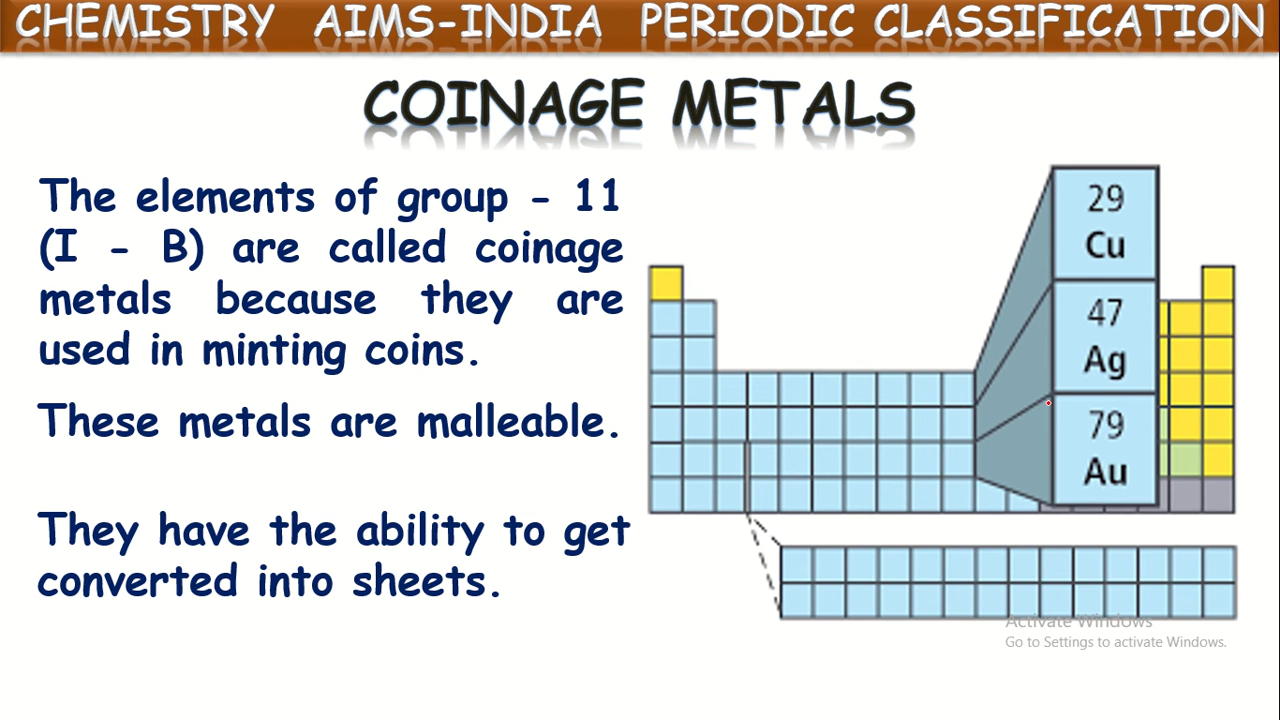 CHEMISTRY AIMS-INDIA PERIODIC CLASSIFICATION
COINAGE METALS
The elements of group - 11
(I - B) are called coinage
metals because they are
used in minting coins.
These metals are malleable.
They have the ability to get
converted into sheets.
29
Cu
47
Ag
79
Au
Activate Windows
Go to Settings to activate Windows.